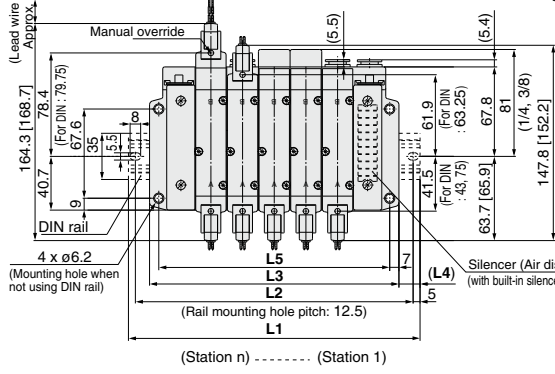 (Lead wire
Approx.
Manual override
(5.5)
(5.4)
164.3 [168.7]
78.4
(For DIN : 79.75)
67.6
8
35
5.5
40.7
9
61.9
(For DIN
: 63.25)
67.8
81
(1/4, 3/8)
147.8 [152.2]
41.5
(For DIN
: 43.75)
63.7 [65.9]
DIN rail
4 x ø6.2
(Mounting hole when
not using DIN rail)
L5
7
L3
(L4)
L2
5
(Rail mounting hole pitch: 12.5)
L1
Silencer (Air dis
(with built-in silence
(Station n) ------- (Station 1)